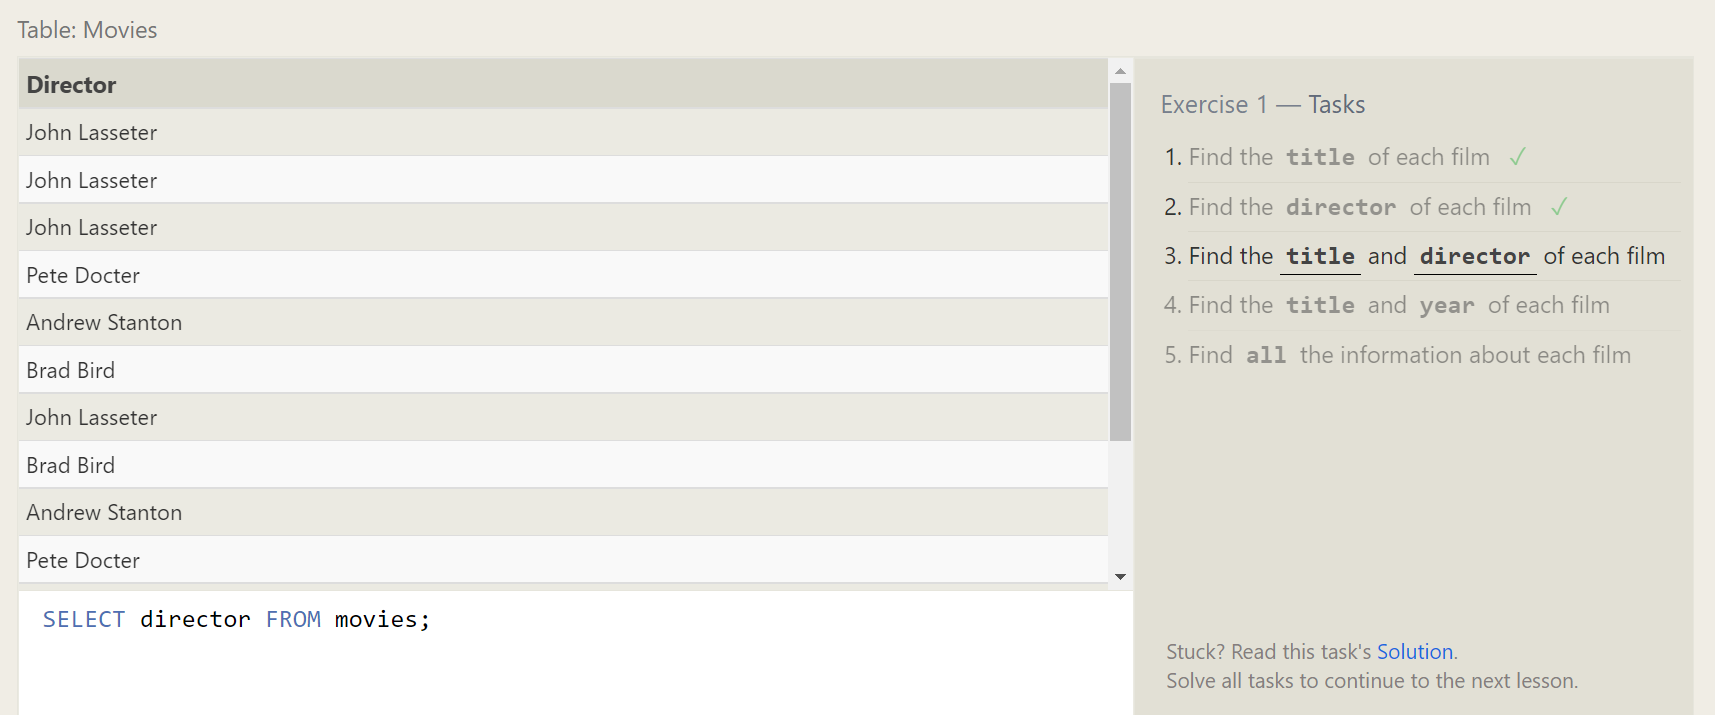 Table: Movies
Director
John Lasseter
John Lasseter
John Lasseter
Pete Docter
Andrew Stanton
Brad Bird
John Lasseter
Brad Bird
Andrew Stanton
Pete Docter
SELECT director FROM movies;
Exercise 1 — Tasks
1. Find the title of each film ✓
2. Find the director of each film ✓
3. Find the title and director of each film
4. Find the title and year of each film
5. Find all the information about each film
Stuck? Read this task's Solution.
Solve all tasks to continue to the next lesson.